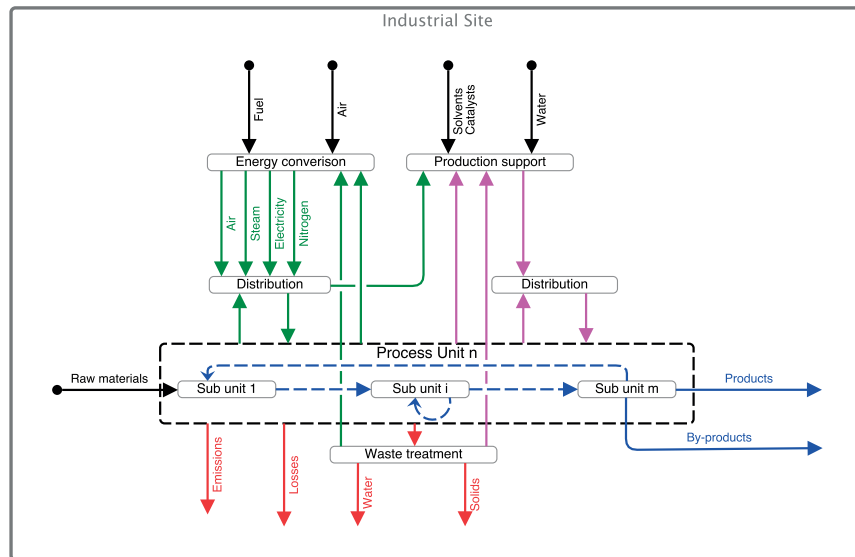 Industrial Site
Fuel
Air
Solvents
Catalysts
Water
Energy converison
Production support
Air
Steam
Electricity
Nitrogen
Distribution
Distribution
Process Unit n
Raw materials
Sub unit 1
Sub unit i
Sub unit m
Products
By-products
Waste treatment
Emissions
Losses
Water
Solids